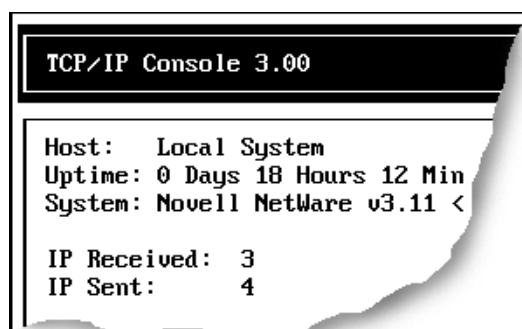 TCP/IP Console 3.00
Host: Local System
Uptime: 0 Days 18 Hours 12 Min
System: Novell NetWare v3.11 <
IP Received: 3
IP Sent: 4